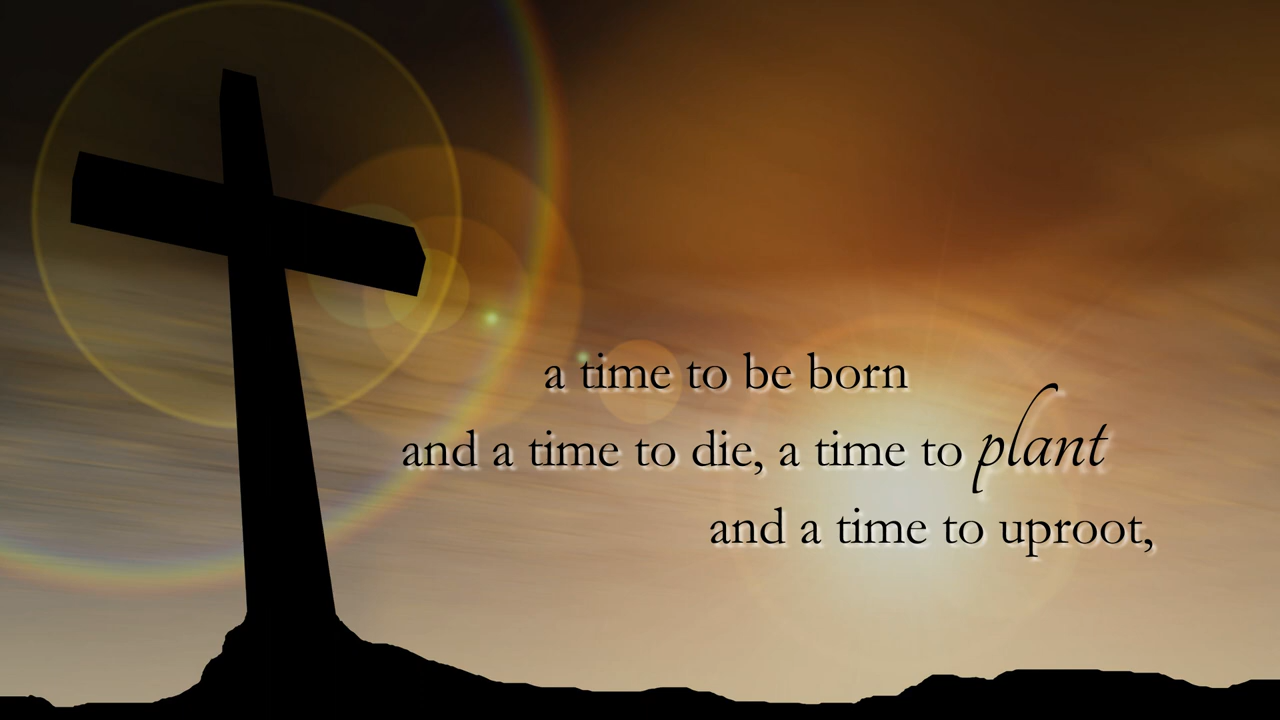 a time to be born
and a time to die, a time to plant
and a time to uproot,